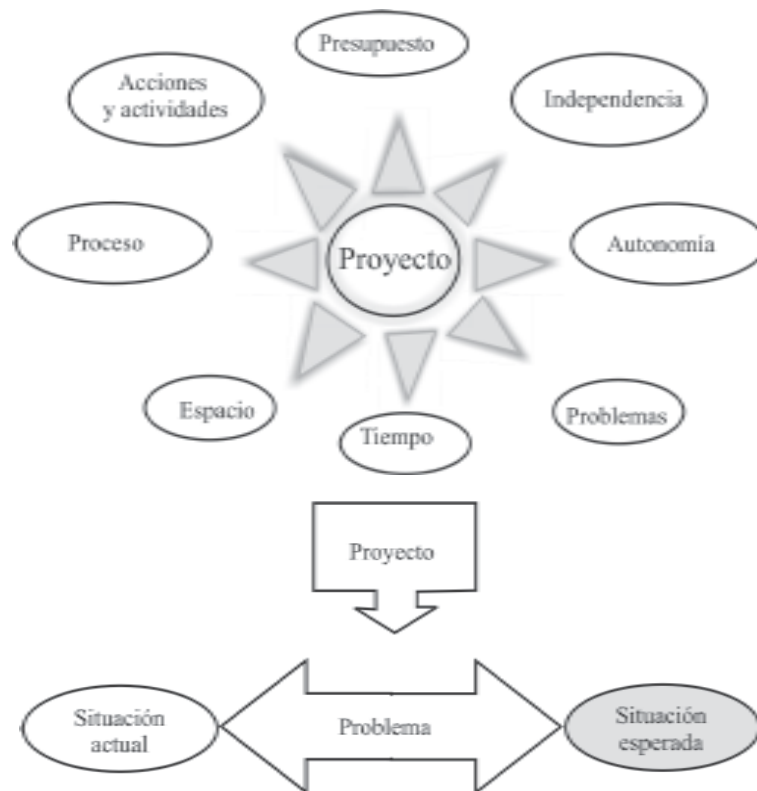 Presupuesto
Acciones
y actividades
Independencia
Proceso
Proyecto
Autonomía
Espacio
Tiempo
Problemas
Proyecto
Situación
actual
Problema
Situación
esperada